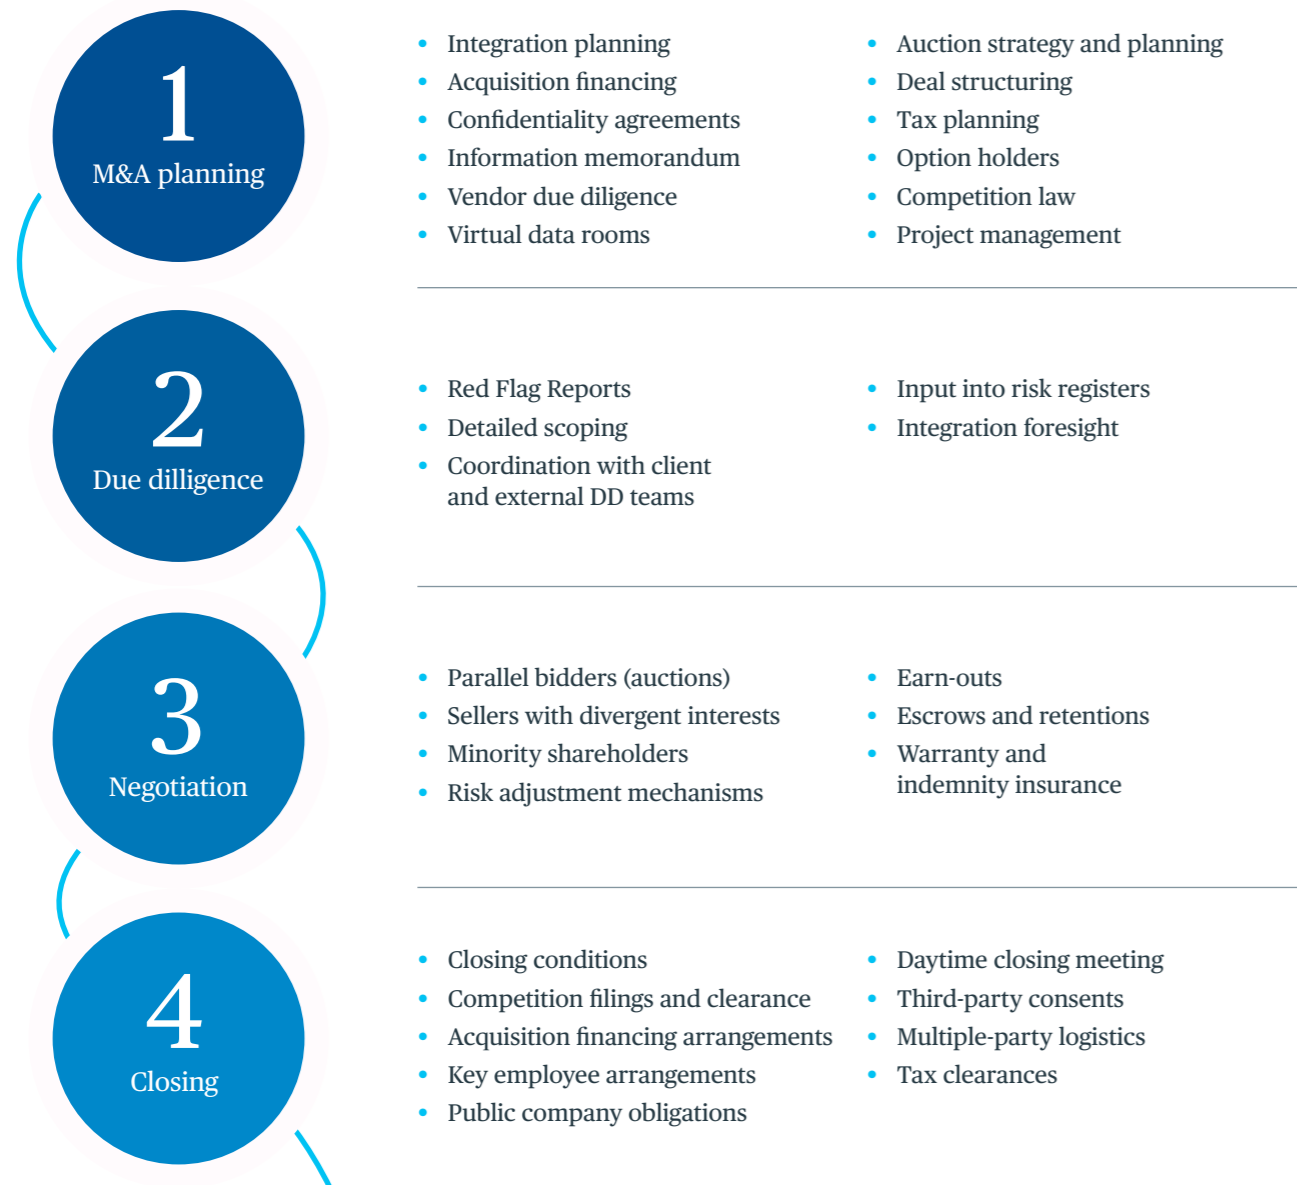 1
M&A planning
• Integration planning
• Acquisition financing
• Confidentiality agreements
• Information memorandum
• Vendor due diligence
• Virtual data rooms
• Auction strategy and planning
• Deal structuring
• Tax planning
• Option holders
• Competition law
• Project management
2
Due dilligence
• Red Flag Reports
• Detailed scoping
• Coordination with client
and external DD teams
• Input into risk registers
• Integration foresight
3
Negotiation
• Parallel bidders (auctions)
• Sellers with divergent interests
• Minority shareholders
• Risk adjustment mechanisms
• Earn-outs
• Escrows and retentions
• Warranty and
indemnity insurance
4
Closing
• Closing conditions
• Competition filings and clearance
• Acquisition financing arrangements
• Key employee arrangements
• Public company obligations
• Daytime closing meeting
• Third-party consents
• Multiple-party logistics
• Tax clearances